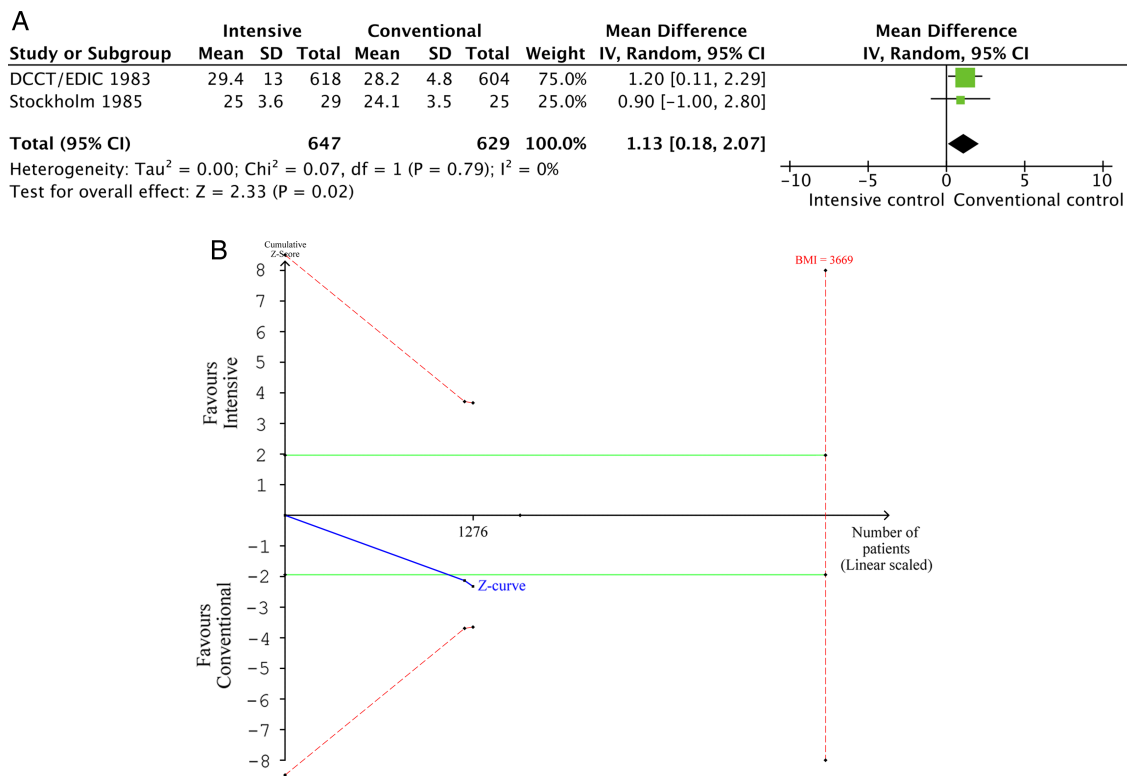 A
Intensive Conventional Mean Difference Mean Difference
Study or Subgroup Mean SD Total Mean SD Total Weight IV, Random, 95% CI IV, Random, 95% CI
DCCT/EDIC 1983 29.4 13 618 28.2 4.8 604 75.0% 1.20 [0.11, 2.29]
Stockholm 1985 25 3.6 29 24.1 3.5 25 25.0% 0.90 [-1.00, 2.80]
Total (95% CI) 647 629 100.0% 1.13 [0.18, 2.07]
Heterogeneity: Tau² = 0.00; Chi² = 0.07, df = 1 (P = 0.79); I² = 0%
Test for overall effect: Z = 2.33 (P = 0.02)
-10 -5 0 5 10
Intensive control Conventional control
B
Cumulative
Z-Score
BMI = 3669
8
7
6
5
4
3
2
1
-1
-2
-3
-4
-5
-6
-7
-8
Favours
Intensive
Favours
Conventional
1276
Number of
patients
(Linear scaled)
Z-curve